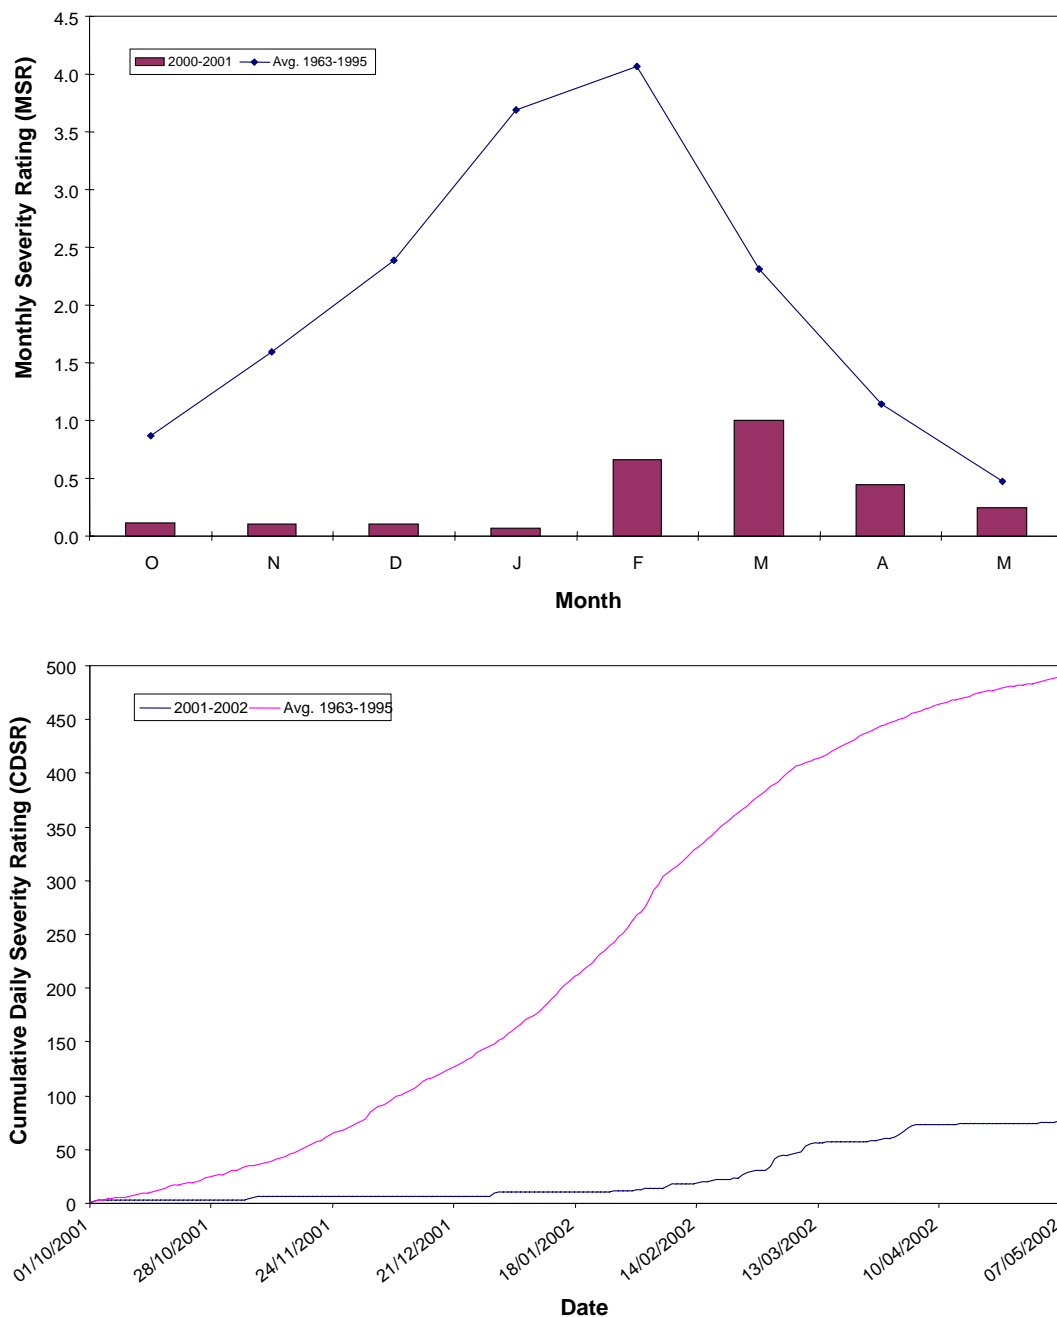 4.5
2000-2001 Avg. 1963-1995
4.0
3.5
3.0
2.5
2.0
1.5
1.0
0.5
0.0
Monthly Severity Rating (MSR)
O N D J F M A M
Month
500
2001-2002 Avg. 1963-1995
450
400
350
300
250
200
150
100
50
0
Cumulative Daily Severity Rating (CDSR)
01/10/2001 28/10/2001 24/11/2001 21/12/2001 18/01/2002 14/02/2002 13/03/2002 10/04/2002 07/05/2002
Date